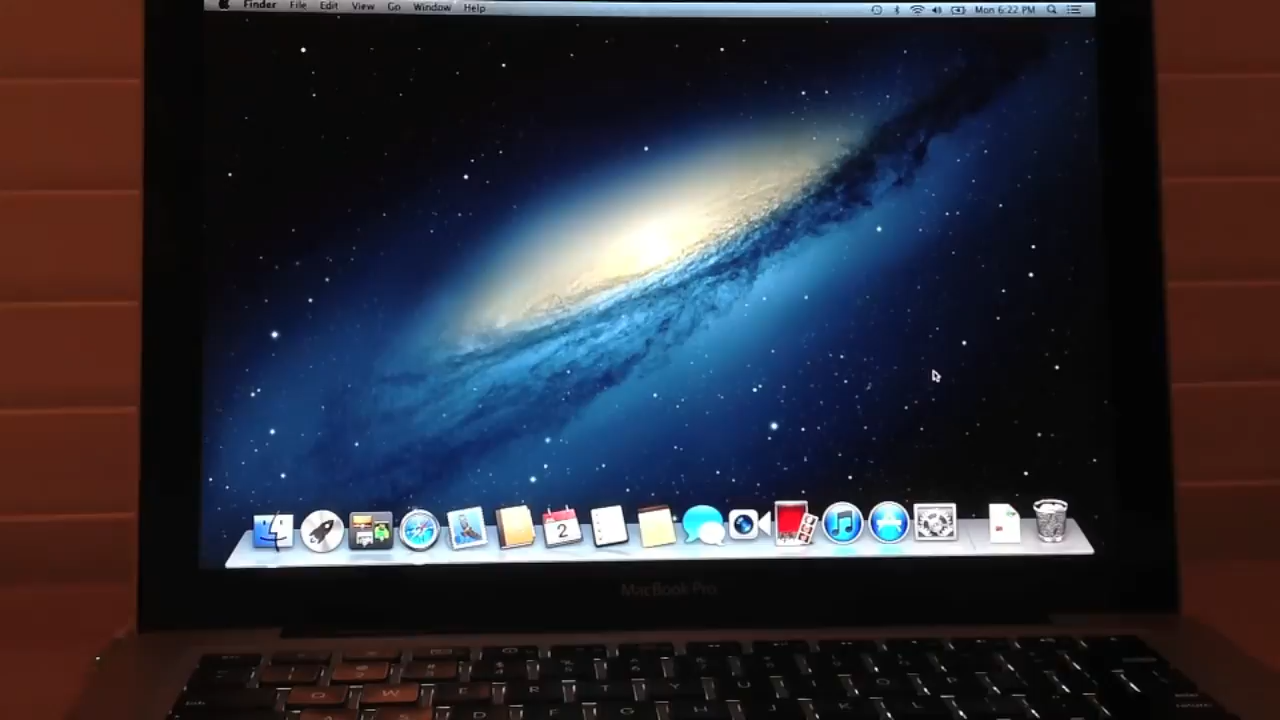 Finder File Edit View Go Window Help Mon 6:22 PM
2
MacBook Pro
W E R T Y U I O P
D F G H J K L